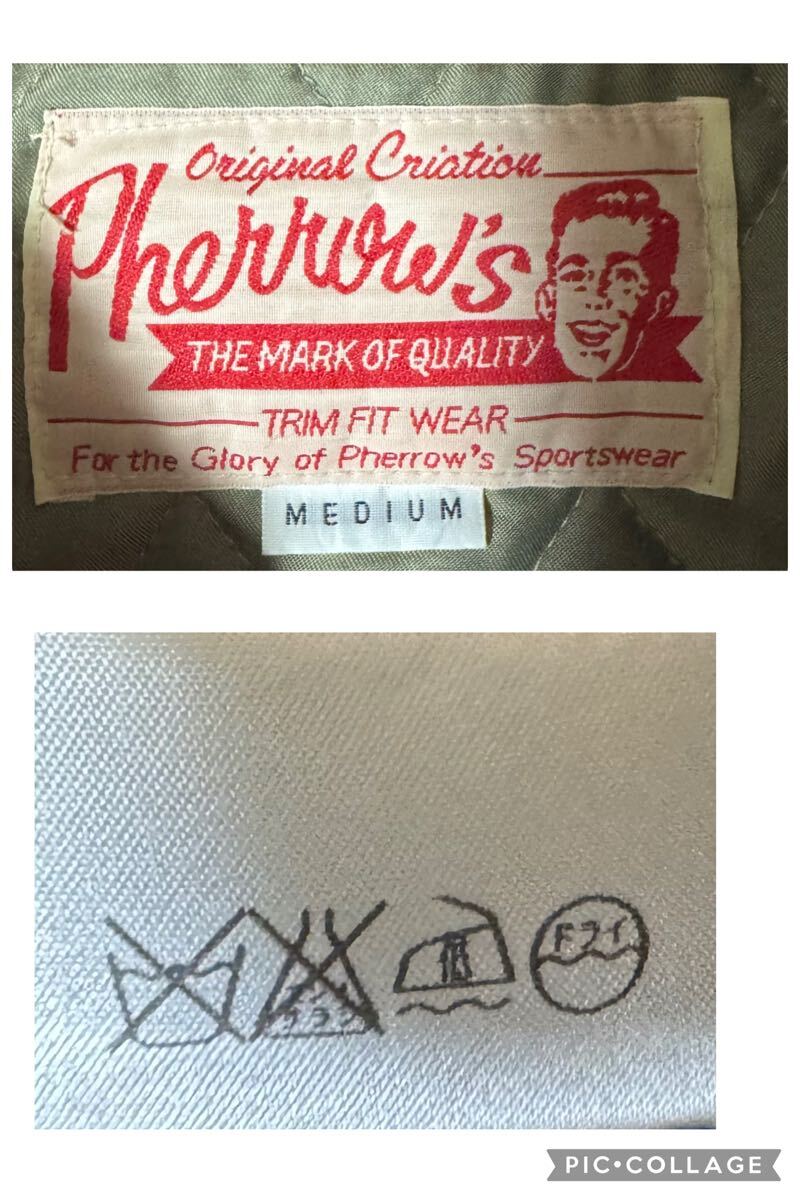 Original Criation
Pherrow's
THE MARK OF QUALITY
TRIM FIT WEAR
For the Glory of Pherrow's Sportswear
MEDIUM
ドライ
PIC•COLLAGE